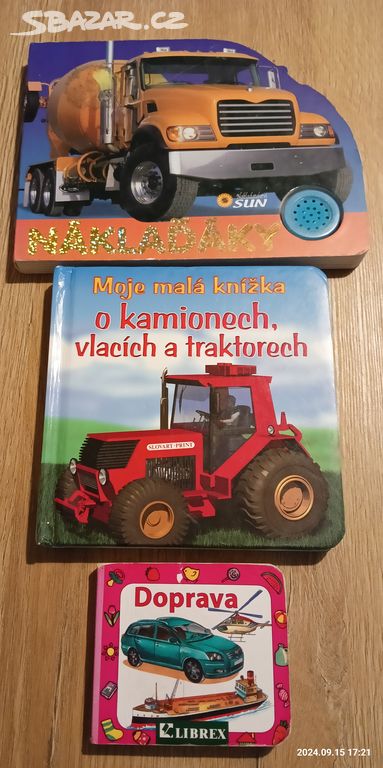 SBAZAR.CZ
SUN
NÁKLAĎÁKY
Moje malá knížka
o kamionech,
vlacích a traktorech
SLOVART-PRINT
Doprava
LIBREX
2024.09.15 17:21